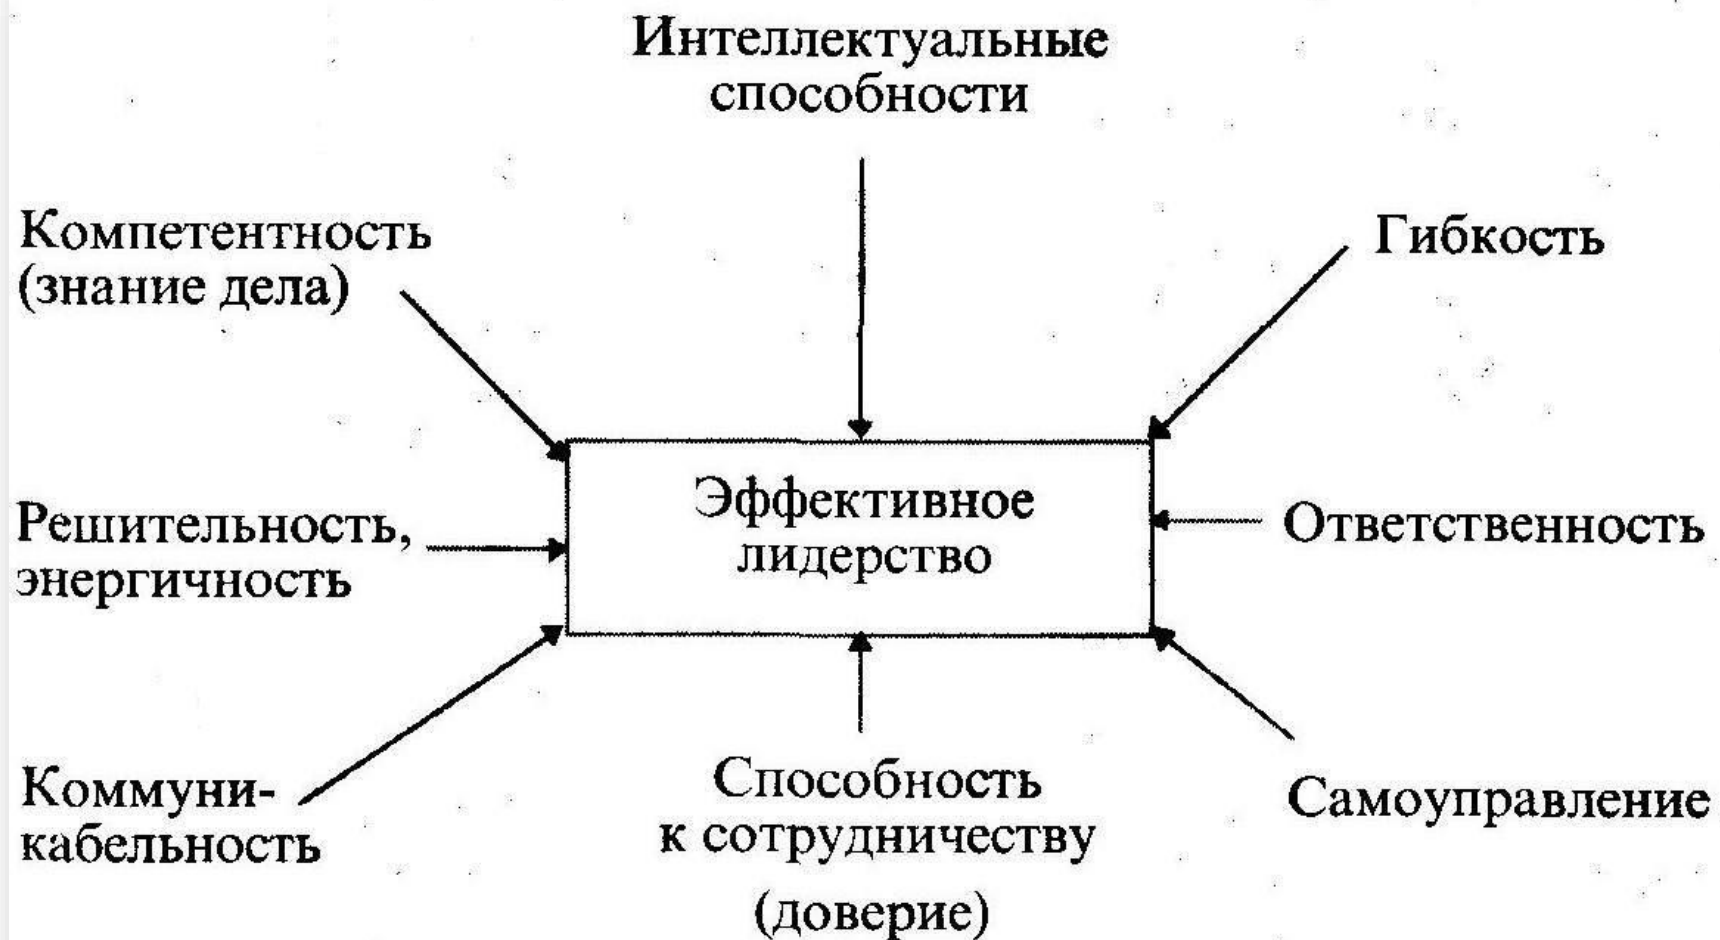 Интеллектуальные
способности
Компетентность
(знание дела)
Гибкость
Эффективное
лидерство
Решительность,
энергичность
Ответственность
Коммуни-
кабельность
Способность
к сотрудничеству
(доверие)
Самоуправление